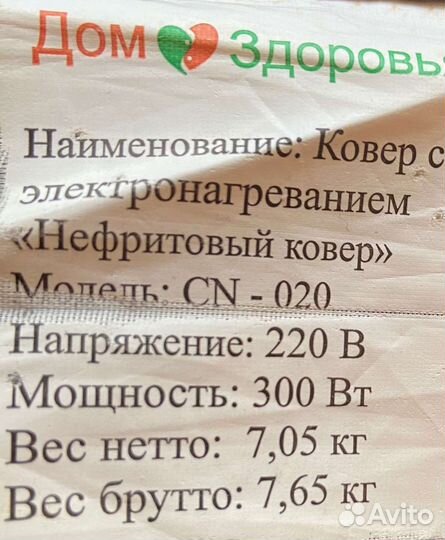 Дом Здоровья
Наименование: Ковер с
электронагреванием
«Нефритовый ковер»
Модель: CN - 020
Напряжение: 220 В
Мощность: 300 Вт
Вес нетто: 7,05 кг
Вес брутто: 7,65 кг
Avito